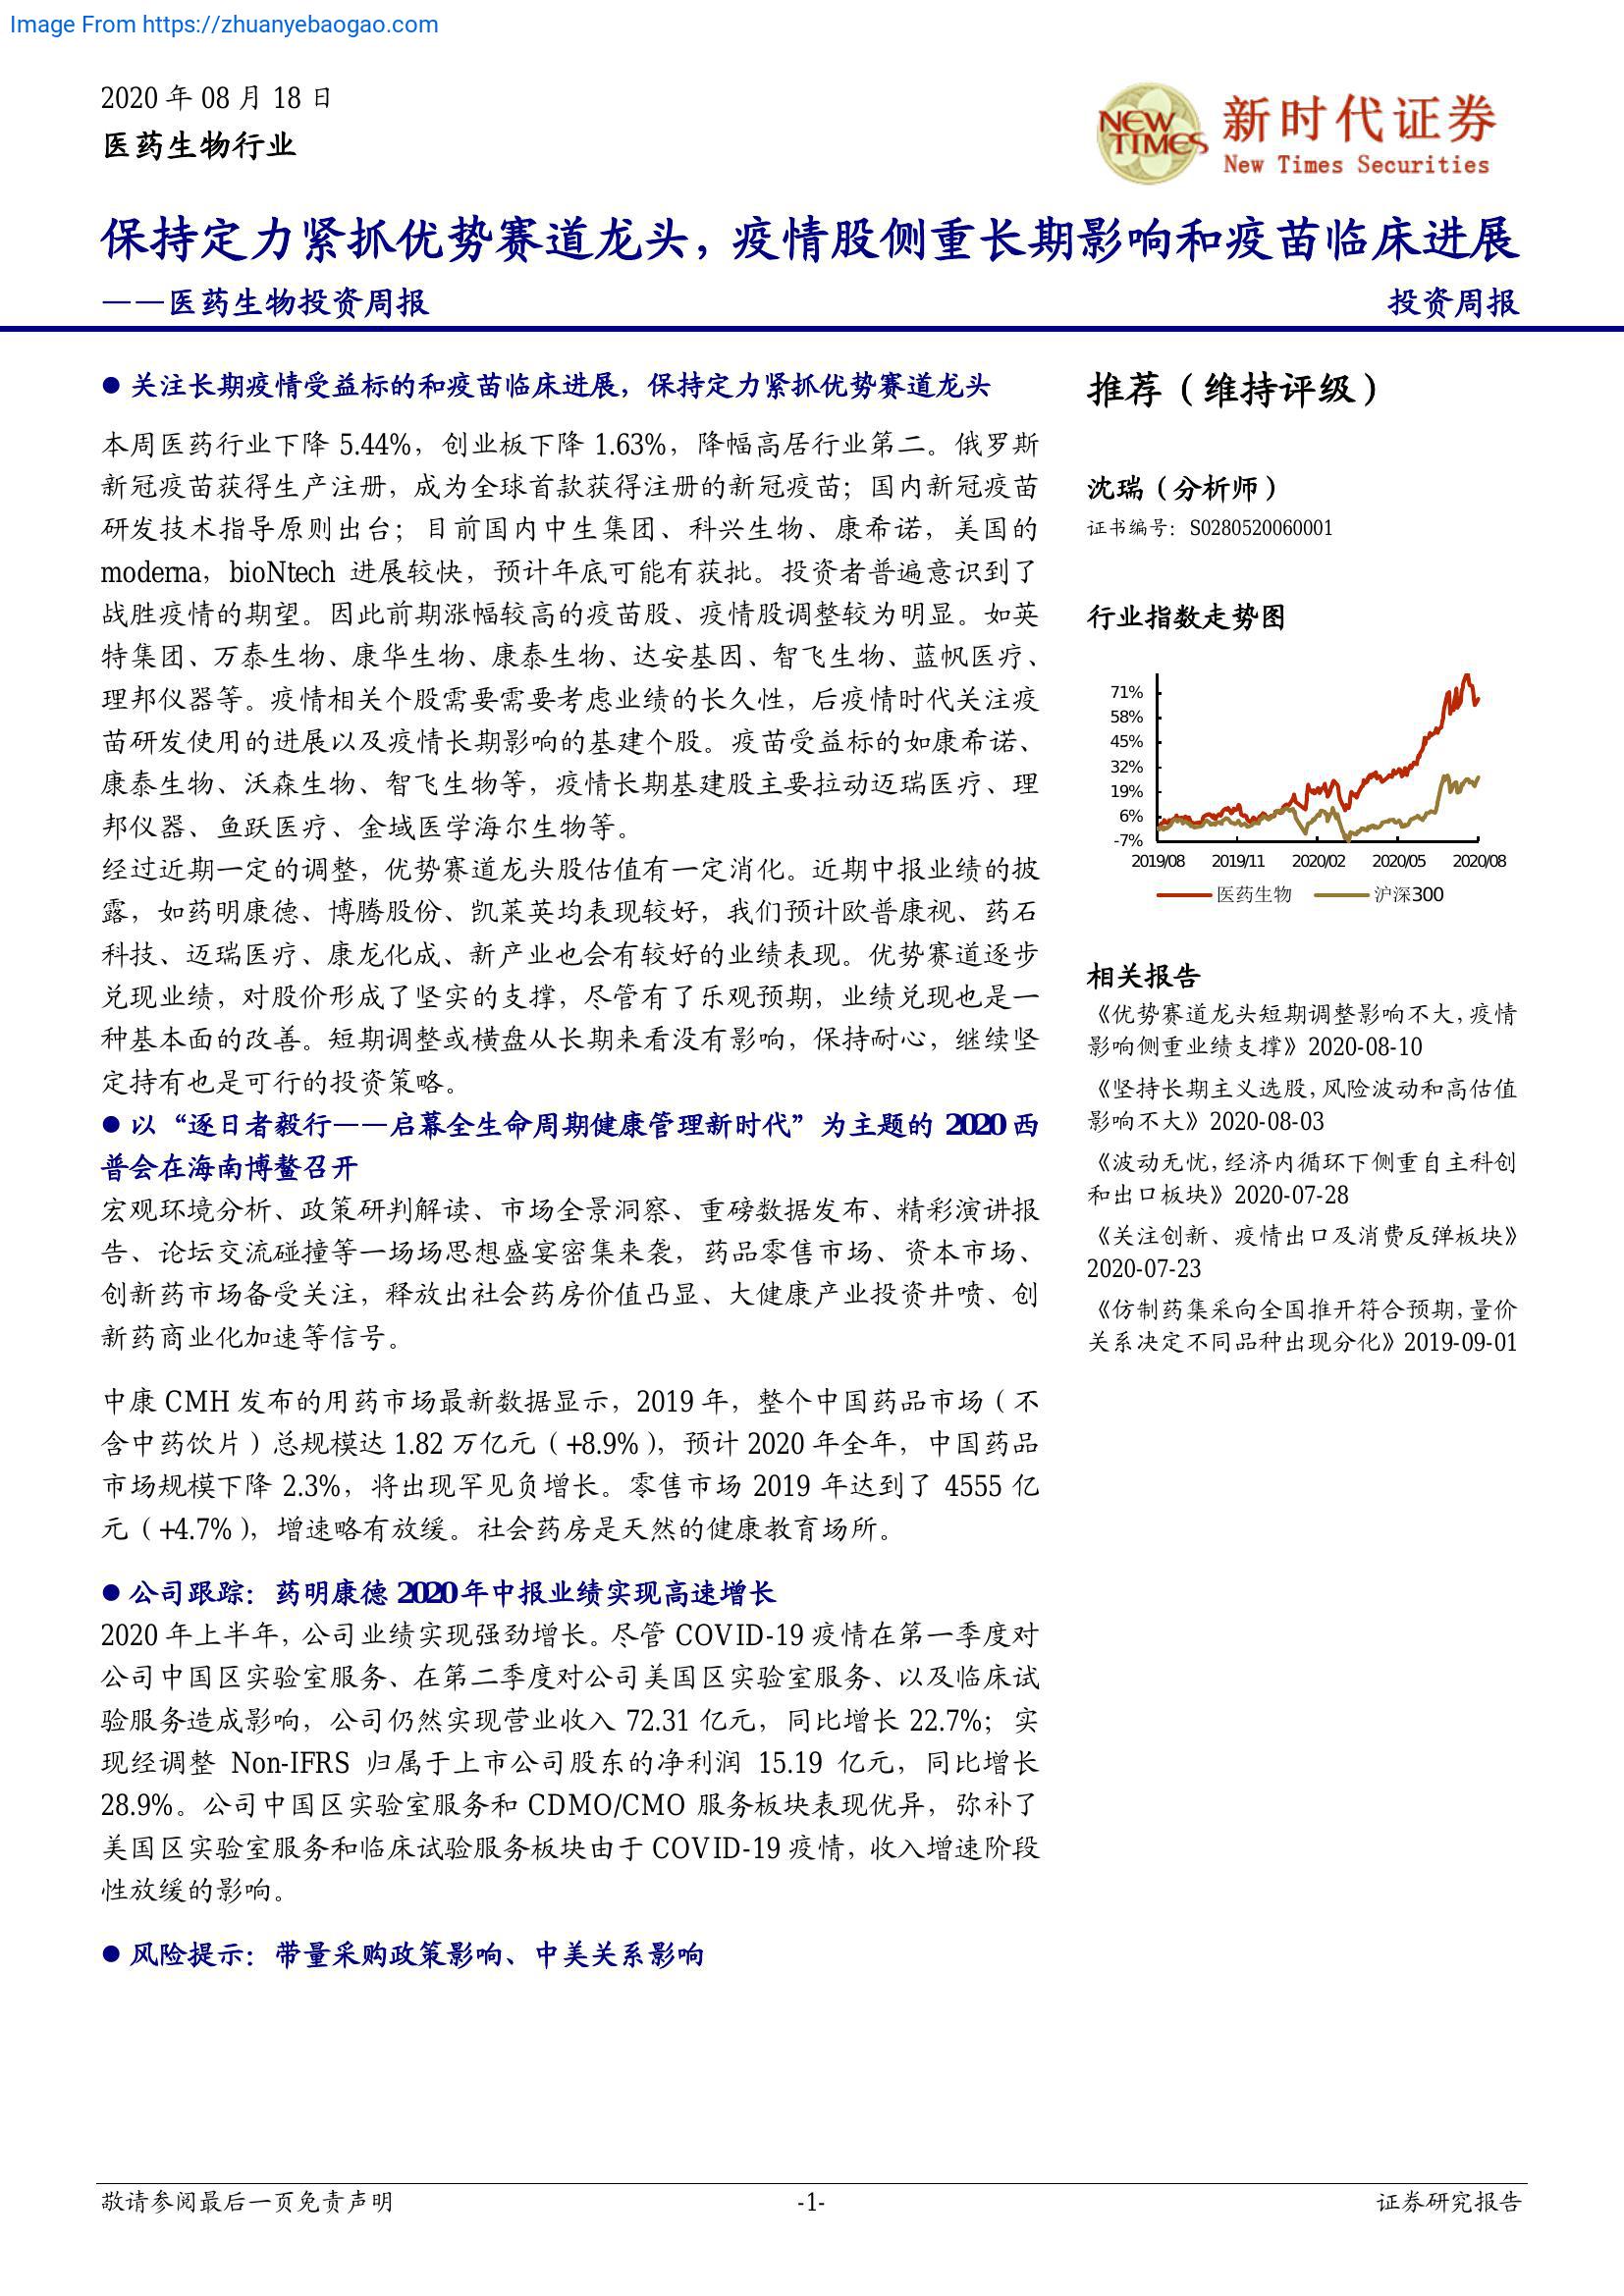 Image From https://zhuanyebaogao.com
2020 年 08 月 18 日
医药生物行业
NEW TIMES
新时代证券
New Times Securities
保持定力紧抓优势赛道龙头，疫情股侧重长期影响和疫苗临床进展
——医药生物投资周报
投资周报
● 关注长期疫情受益标的和疫苗临床进展，保持定力紧抓优势赛道龙头
本周医药行业下降 5.44%，创业板下降 1.63%，降幅高居行业第二。俄罗斯
新冠疫苗获得生产注册，成为全球首款获得注册的新冠疫苗；国内新冠疫苗
研发技术指导原则出台；目前国内中生集团、科兴生物、康希诺，美国的
moderna，bioNtech 进展较快，预计年底可能有获批。投资者普遍意识到了
战胜疫情的期望。因此前期涨幅较高的疫苗股、疫情股调整较为明显。如英
特集团、万泰生物、康华生物、康泰生物、达安基因、智飞生物、蓝帆医疗、
理邦仪器等。疫情相关个股需要需要考虑业绩的长久性，后疫情时代关注疫
苗研发使用的进展以及疫情长期影响的基建个股。疫苗受益标的如康希诺、
康泰生物、沃森生物、智飞生物等，疫情长期基建股主要拉动迈瑞医疗、理
邦仪器、鱼跃医疗、金域医学海尔生物等。
经过近期一定的调整，优势赛道龙头股估值有一定消化。近期中报业绩的披
露，如药明康德、博腾股份、凯莱英均表现较好，我们预计欧普康视、药石
科技、迈瑞医疗、康龙化成、新产业也会有较好的业绩表现。优势赛道逐步
兑现业绩，对股价形成了坚实的支撑，尽管有了乐观预期，业绩兑现也是一
种基本面的改善。短期调整或横盘从长期来看没有影响，保持耐心，继续坚
定持有也是可行的投资策略。
● 以“逐日者毅行——启幕全生命周期健康管理新时代”为主题的 2020 西
普会在海南博鳌召开
宏观环境分析、政策研判解读、市场全景洞察、重磅数据发布、精彩演讲报
告、论坛交流碰撞等一场场思想盛宴密集来袭，药品零售市场、资本市场、
创新药市场备受关注，释放出社会药房价值凸显、大健康产业投资井喷、创
新药商业化加速等信号。
中康 CMH 发布的用药市场最新数据显示，2019 年，整个中国药品市场（不
含中药饮片）总规模达 1.82 万亿元（+8.9%），预计 2020 年全年，中国药品
市场规模下降 2.3%，将出现罕见负增长。零售市场 2019 年达到了 4555 亿
元（+4.7%），增速略有放缓。社会药房是天然的健康教育场所。
● 公司跟踪：药明康德 2020 年中报业绩实现高速增长
2020 年上半年，公司业绩实现强劲增长。尽管 COVID-19 疫情在第一季度对
公司中国区实验室服务、在第二季度对公司美国区实验室服务、以及临床试
验服务造成影响，公司仍然实现营业收入 72.31 亿元，同比增长 22.7%；实
现经调整 Non-IFRS 归属于上市公司股东的净利润 15.19 亿元，同比增长
28.9%。公司中国区实验室服务和 CDMO/CMO 服务板块表现优异，弥补了
美国区实验室服务和临床试验服务板块由于 COVID-19 疫情，收入增速阶段
性放缓的影响。
● 风险提示：带量采购政策影响、中美关系影响
推荐（维持评级）
沈瑞（分析师）
证书编号：S0280520060001
行业指数走势图
71%
58%
45%
32%
19%
6%
-7%
2019/08 2019/11 2020/02 2020/05 2020/08
医药生物 沪深300
相关报告
《优势赛道龙头短期调整影响不大，疫情
影响侧重业绩支撑》2020-08-10
《坚持长期主义选股，风险波动和高估值
影响不大》2020-08-03
《波动无忧，经济内循环下侧重自主科创
和出口板块》2020-07-28
《关注创新、疫情出口及消费反弹板块》
2020-07-23
《仿制药集采向全国推开符合预期，量价
关系决定不同品种出现分化》2019-09-01
敬请参阅最后一页免责声明
-1-
证券研究报告